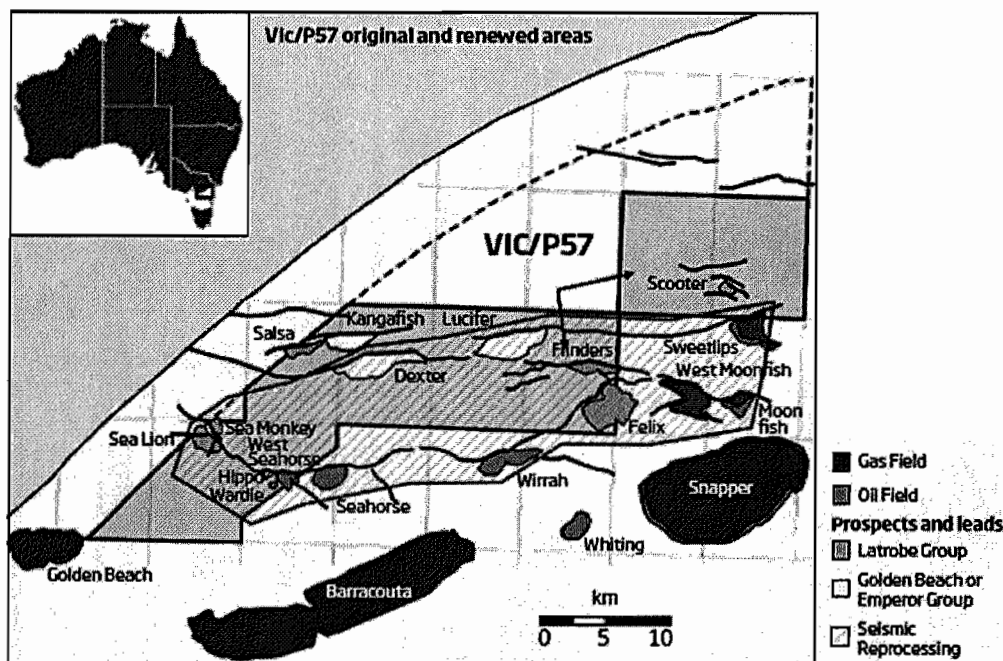 Vic/P57 original and renewed areas
VIC/P57
Scooter
Kangafish
Lucifer
Salsa
Flinders
Sweetlips
Dexter
West Moonfish
Moon
fish
Sea Lion
Sea Monkey
West
Seahorse
Felix
Hippo
Wardie
Wirrah
Seahorse
Snapper
Whiting
Golden Beach
Barracouta
km
0 5 10
Gas Field
Oil Field
Prospects and leads
Latrobe Group
Golden Beach or
Emperor Group
Seismic
Reprocessing